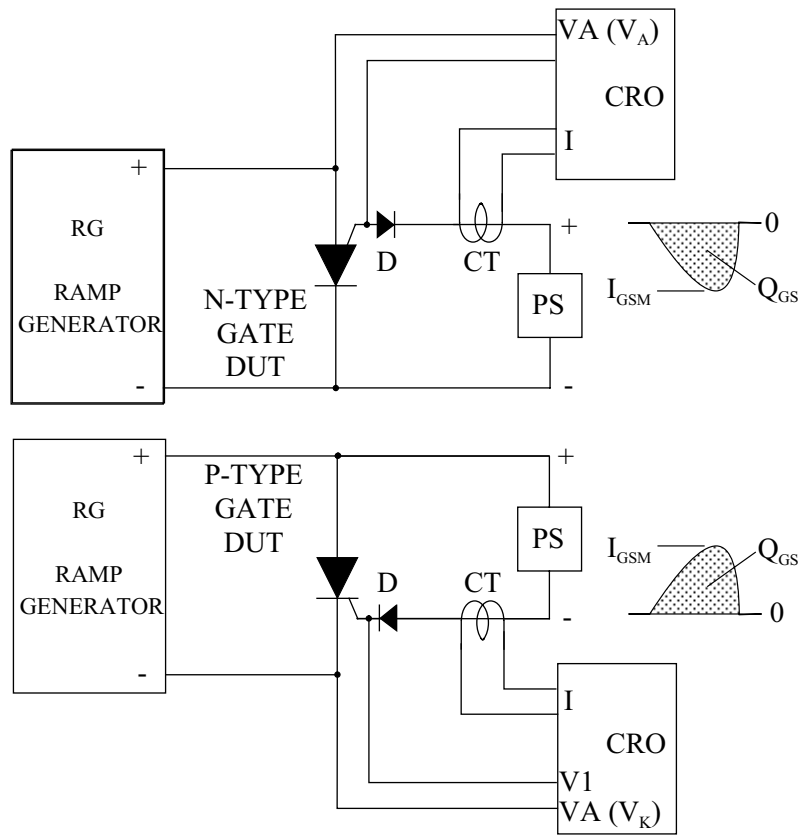 VA (V_A)
CRO
I
+
RG
RAMP
GENERATOR
-
D
CT
+
PS
-
N-TYPE
GATE
DUT
0
I_GSM
Q_GS
+
RG
RAMP
GENERATOR
-
P-TYPE
GATE
DUT
+
PS
-
D
CT
I_GSM
Q_GS
0
I
CRO
V1
VA (V_K)